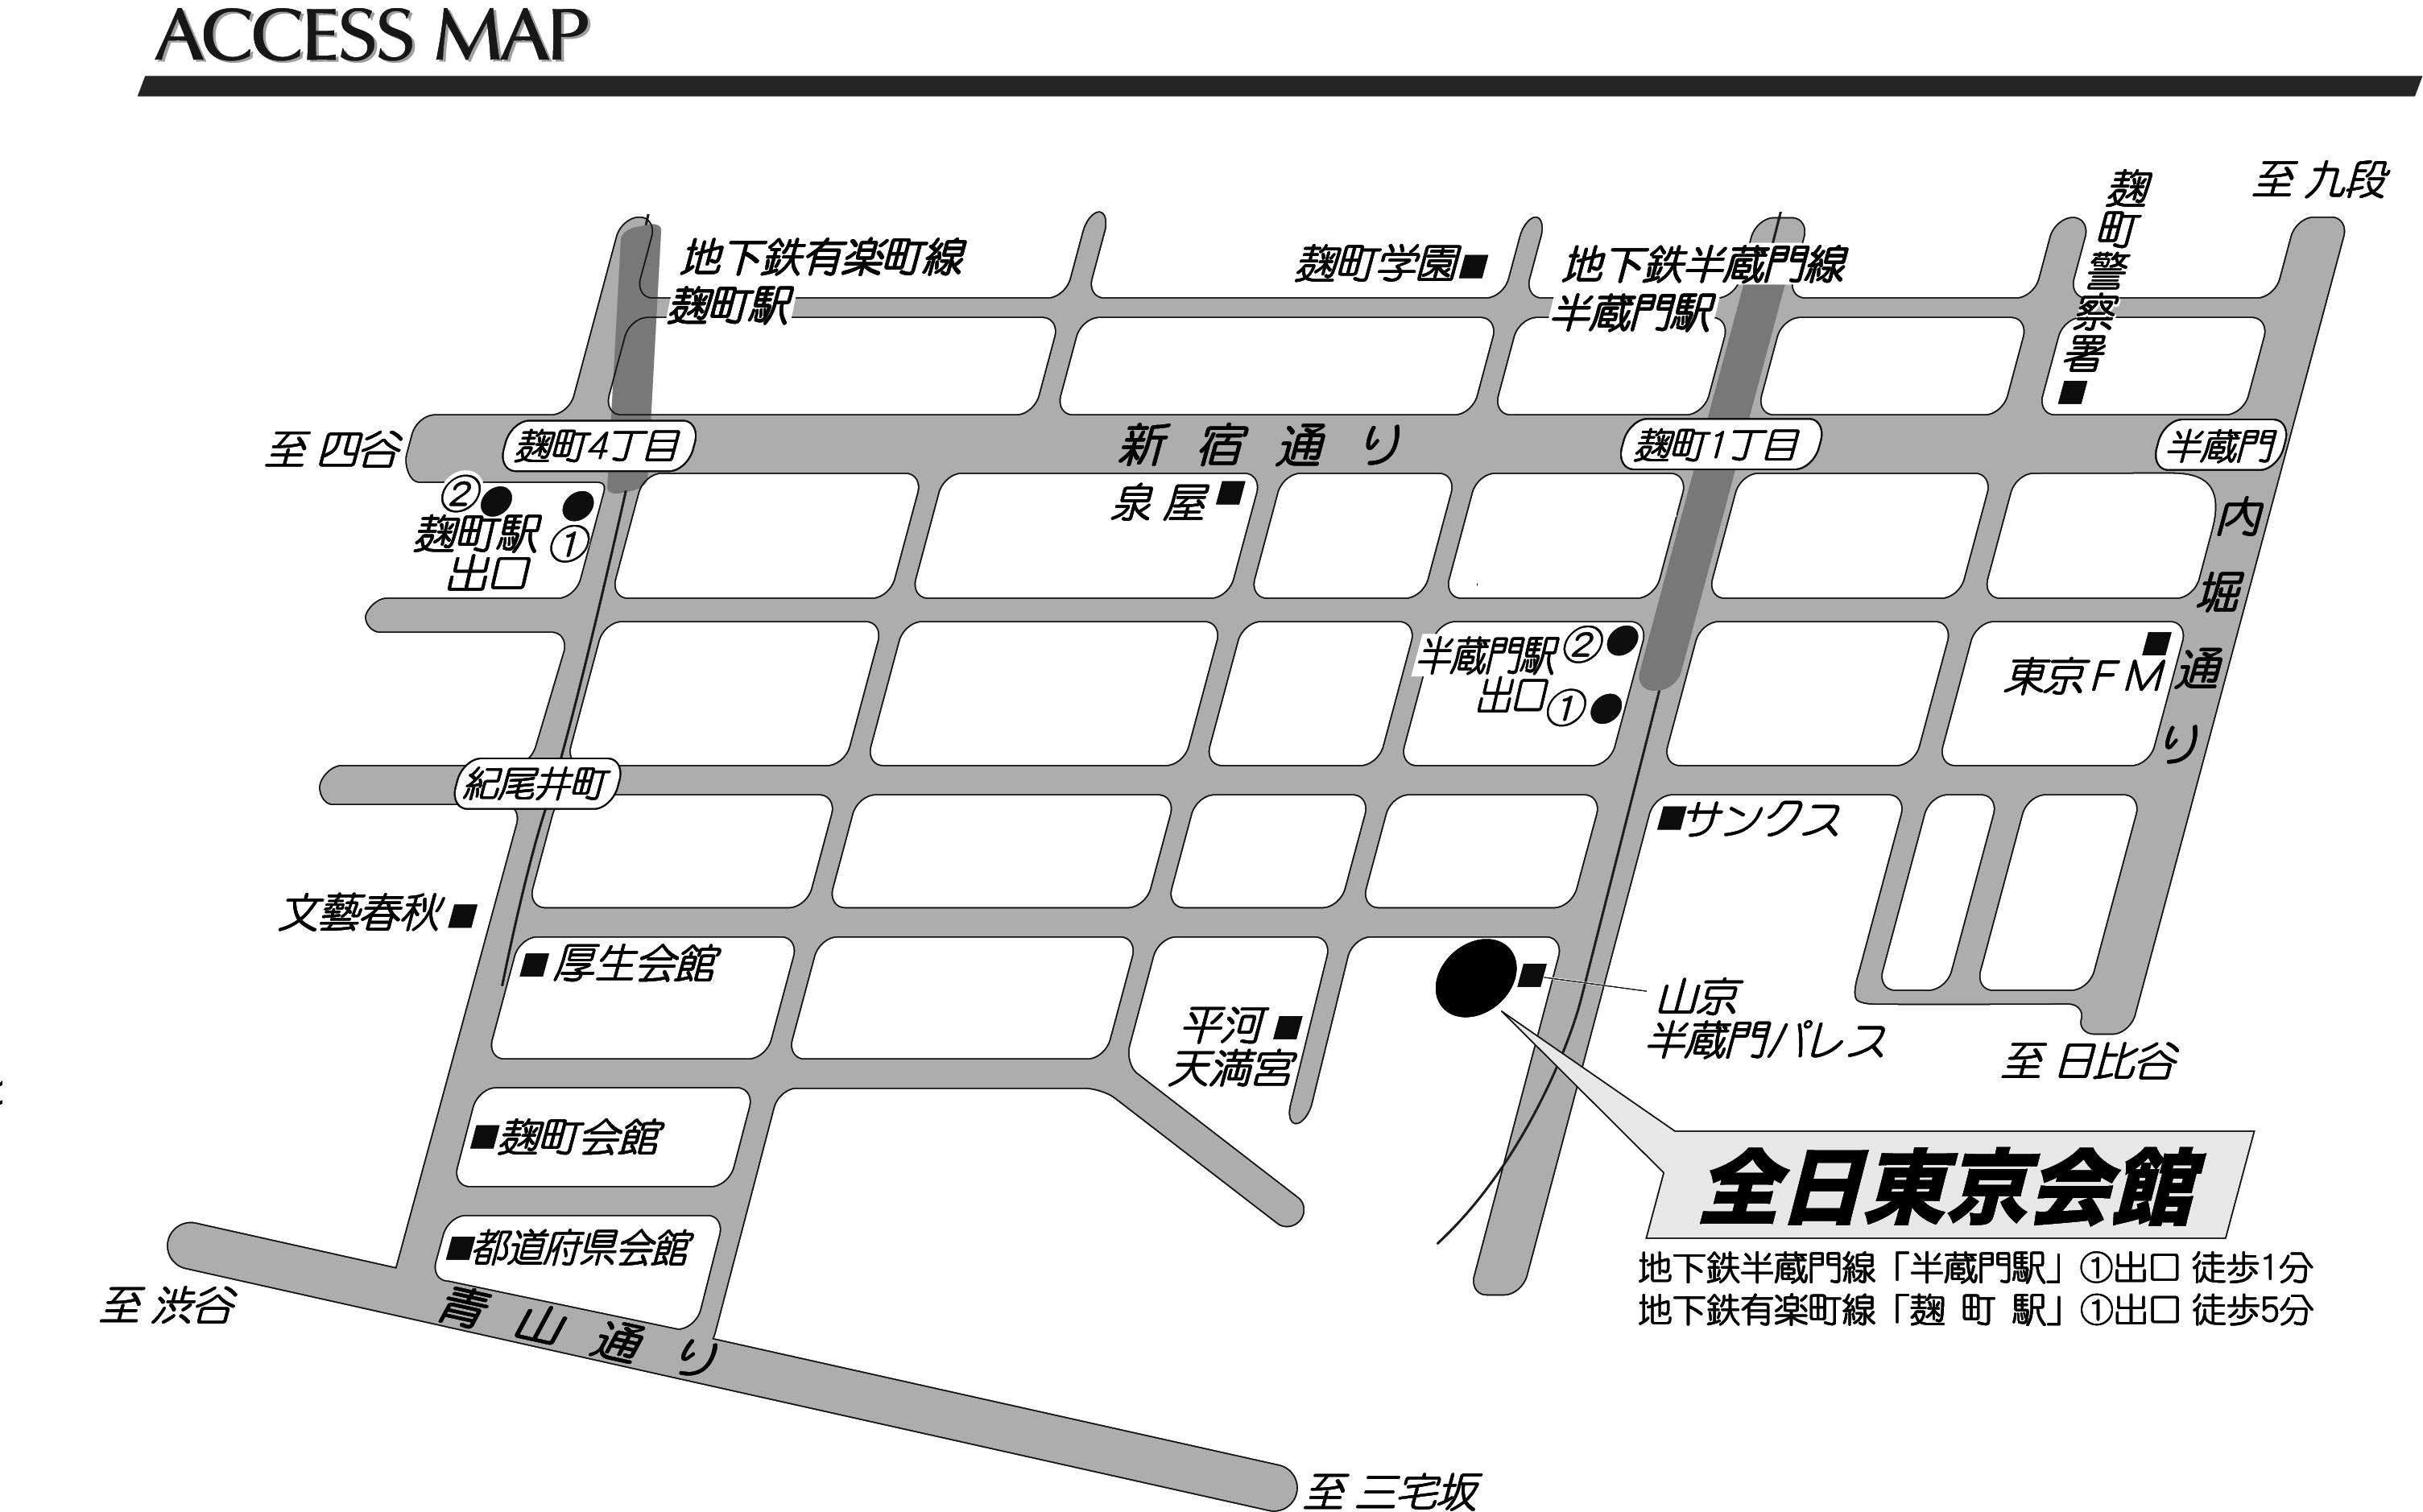 ACCESS MAP
至 九段
麹町警察署
地下鉄有楽町線
麹町駅
麹町学園
地下鉄半蔵門線
半蔵門駅
至 四谷
麹町4丁目
新宿通り
麹町1丁目
半蔵門
②
麹町駅
①
出口
泉屋
内堀通り
半蔵門駅②
出口①
東京FM
紀尾井町
サンクス
文藝春秋
厚生会館
平河
天満宮
山京
半蔵門パレス
至 日比谷
麹町会館
全日東京会館
都道府県会館
地下鉄半蔵門線「半蔵門駅」①出口 徒歩1分
地下鉄有楽町線「麹 町 駅」①出口 徒歩5分
至 渋谷
青山通り
至 三宅坂